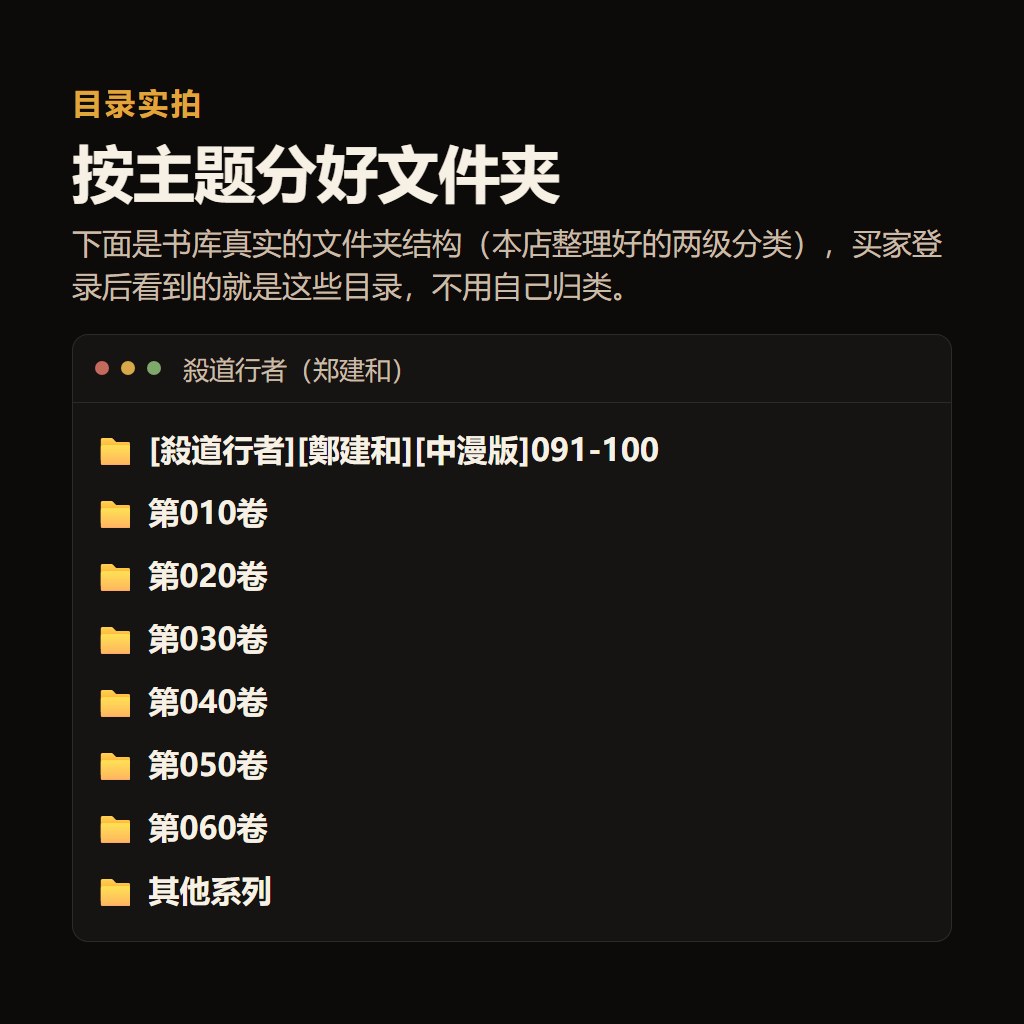 目录实拍
按主题分好文件夹
下面是书库真实的文件夹结构（本店整理好的两级分类），买家登
录后看到的就是这些目录，不用自己归类。
殺道行者（郑建和）
[殺道行者][鄭建和][中漫版]091-100
第010卷
第020卷
第030卷
第040卷
第050卷
第060卷
其他系列